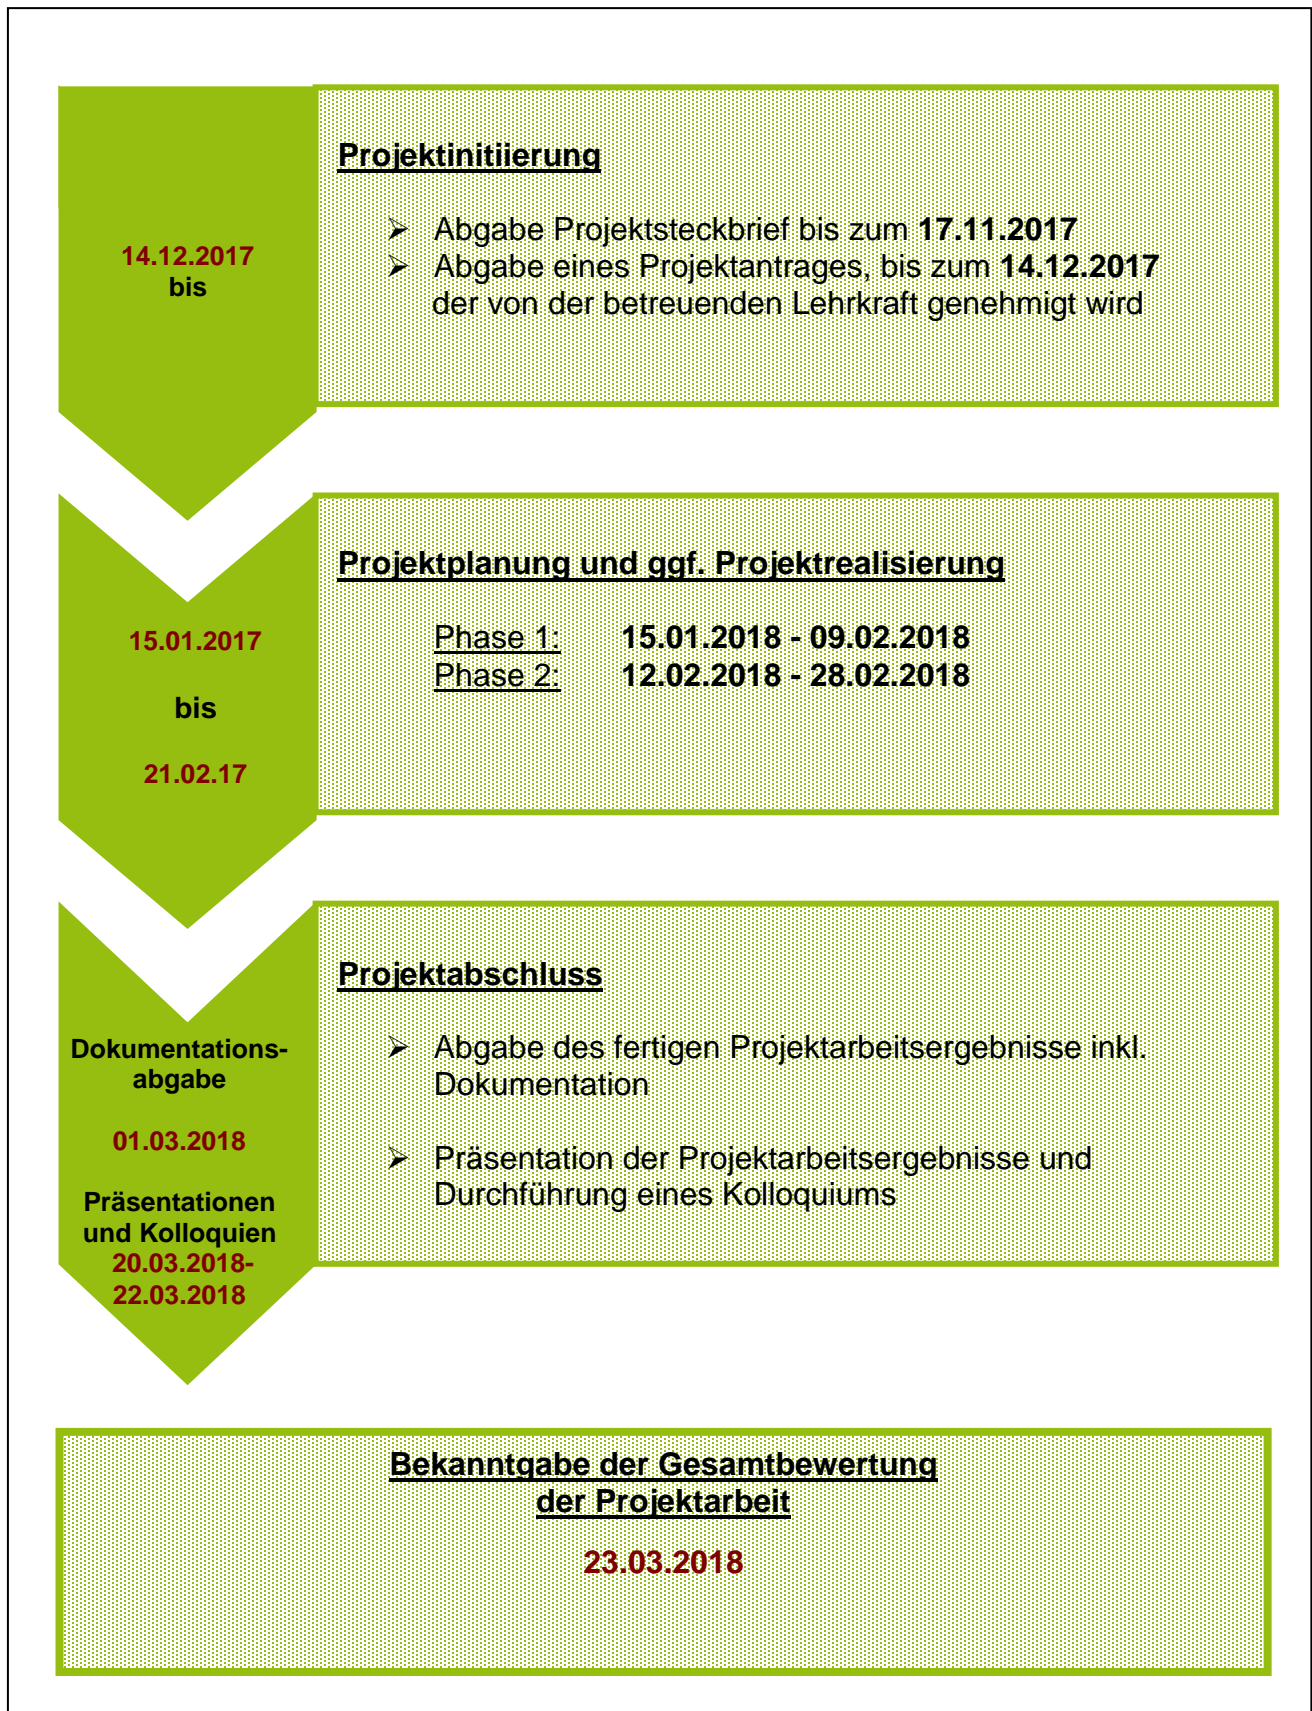 14.12.2017
bis
Projektinitiierung
➢ Abgabe Projektsteckbrief bis zum 17.11.2017
➢ Abgabe eines Projektantrages, bis zum 14.12.2017
der von der betreuenden Lehrkraft genehmigt wird
15.01.2017
bis
21.02.17
Projektplanung und ggf. Projektrealisierung
Phase 1: 15.01.2018 - 09.02.2018
Phase 2: 12.02.2018 - 28.02.2018
Dokumentations-
abgabe
01.03.2018
Präsentationen
und Kolloquien
20.03.2018-
22.03.2018
Projektabschluss
➢ Abgabe des fertigen Projektarbeitsergebnisse inkl.
Dokumentation
➢ Präsentation der Projektarbeitsergebnisse und
Durchführung eines Kolloquiums
Bekanntgabe der Gesamtbewertung
der Projektarbeit
23.03.2018